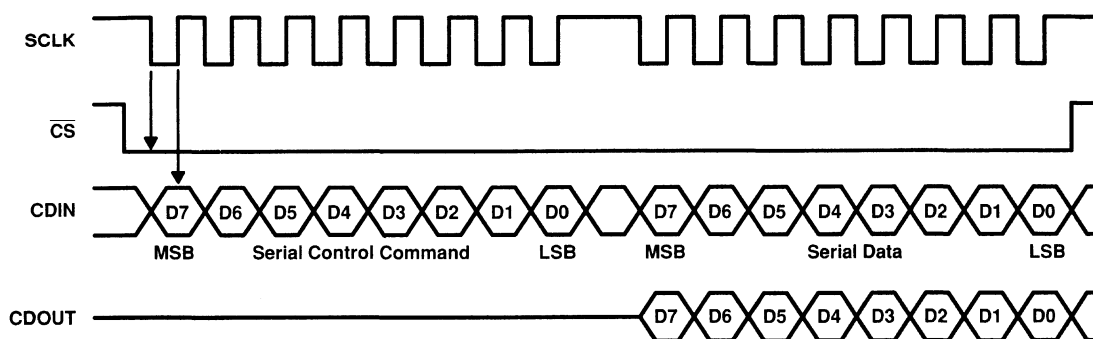 SCLK
CS
CDIN D7 D6 D5 D4 D3 D2 D1 D0 D7 D6 D5 D4 D3 D2 D1 D0
MSB Serial Control Command LSB MSB Serial Data LSB
CDOUT D7 D6 D5 D4 D3 D2 D1 D0